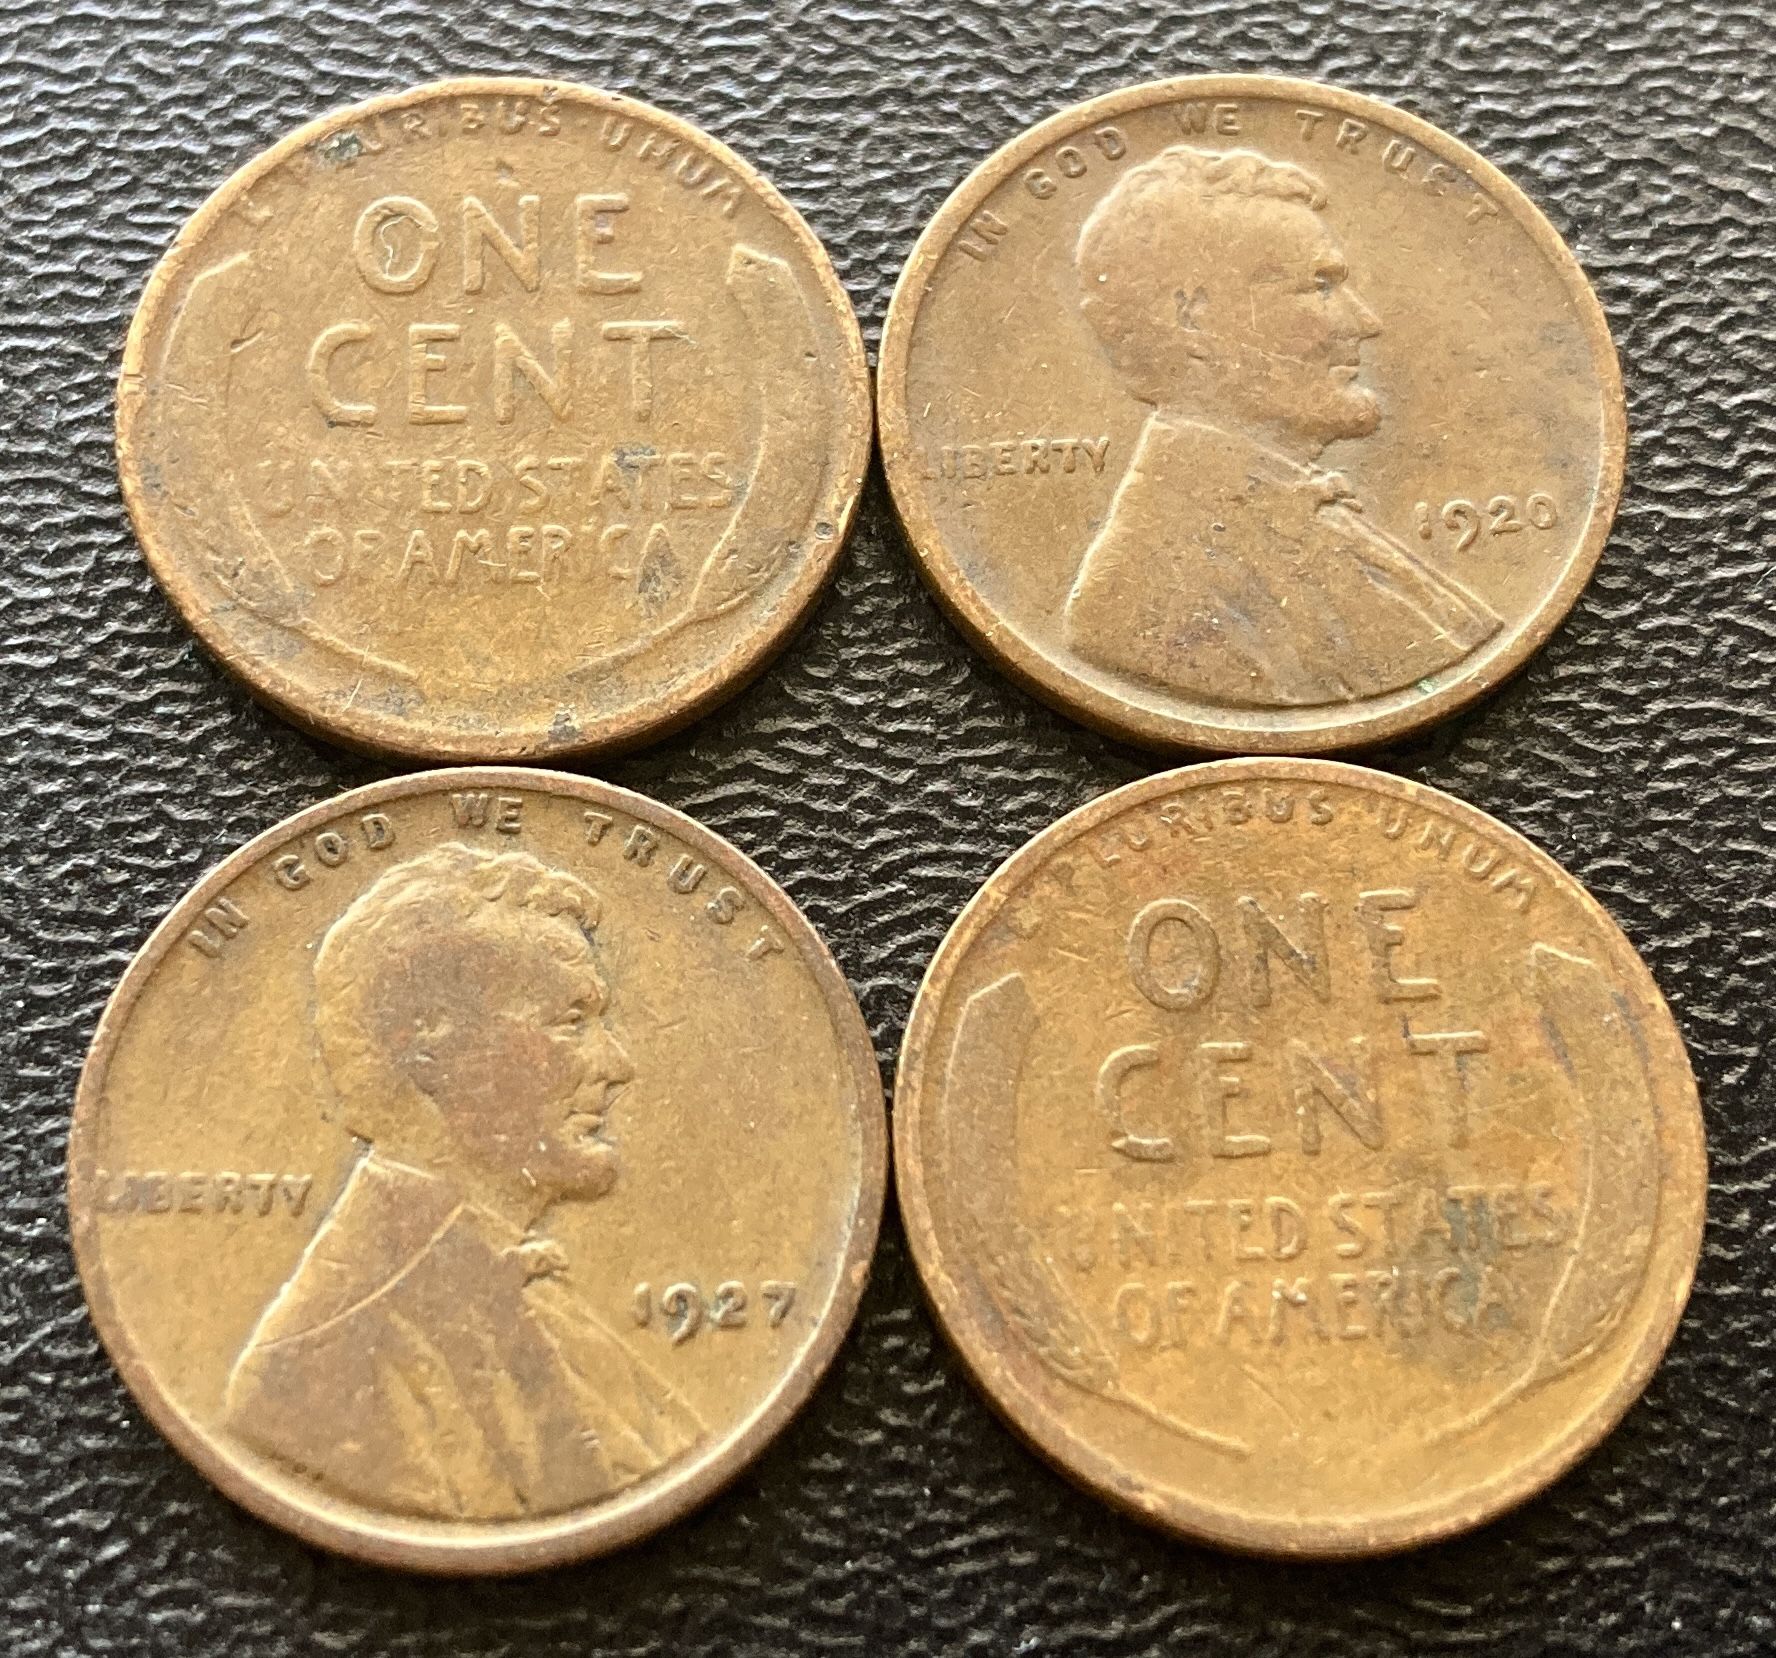 E PLURIBUS UNUM
ONE
CENT
UNITED STATES
OF AMERICA
IN GOD WE TRUST
LIBERTY
1920
IN GOD WE TRUST
LIBERTY
1927
E PLURIBUS UNUM
ONE
CENT
UNITED STATES
OF AMERICA